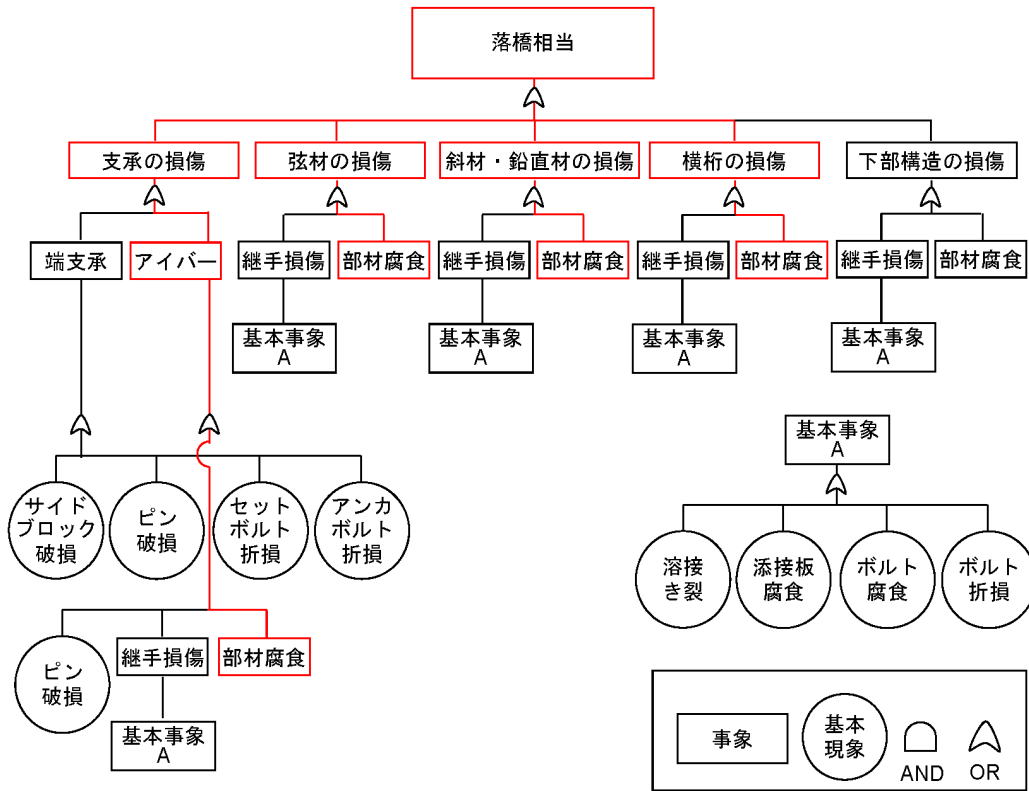 落橋相当
支承の損傷
弦材の損傷
斜材・鉛直材の損傷
横桁の損傷
下部構造の損傷
端支承
アイバー
継手損傷
部材腐食
継手損傷
部材腐食
継手損傷
部材腐食
継手損傷
部材腐食
基本事象
A
基本事象
A
基本事象
A
基本事象
A
サイド
ブロック
破損
ピン
破損
セット
ボルト
折損
アンカ
ボルト
折損
基本事象
A
溶接
き裂
添接板
腐食
ボルト
腐食
ボルト
折損
ピン
破損
継手損傷
部材腐食
基本事象
A
事象
基本
現象
AND
OR